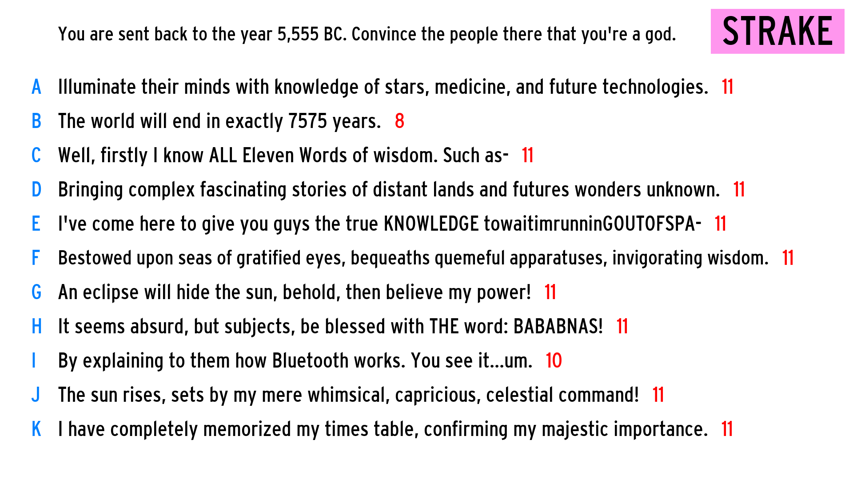 You are sent back to the year 5,555 BC. Convince the people there that you're a god. STRAKE
A Illuminate their minds with knowledge of stars, medicine, and future technologies. 11
B The world will end in exactly 7575 years. 8
C Well, firstly I know ALL Eleven Words of wisdom. Such as- 11
D Bringing complex fascinating stories of distant lands and futures wonders unknown. 11
E I've come here to give you guys the true KNOWLEDGE towaitimrunninGOUTOFSPA- 11
F Bestowed upon seas of gratified eyes, bequeaths quemeful apparatuses, invigorating wisdom. 11
G An eclipse will hide the sun, behold, then believe my power! 11
H It seems absurd, but subjects, be blessed with THE word: BABABNAS! 11
I By explaining to them how Bluetooth works. You see it...um. 10
J The sun rises, sets by my mere whimsical, capricious, celestial command! 11
K I have completely memorized my times table, confirming my majestic importance. 11